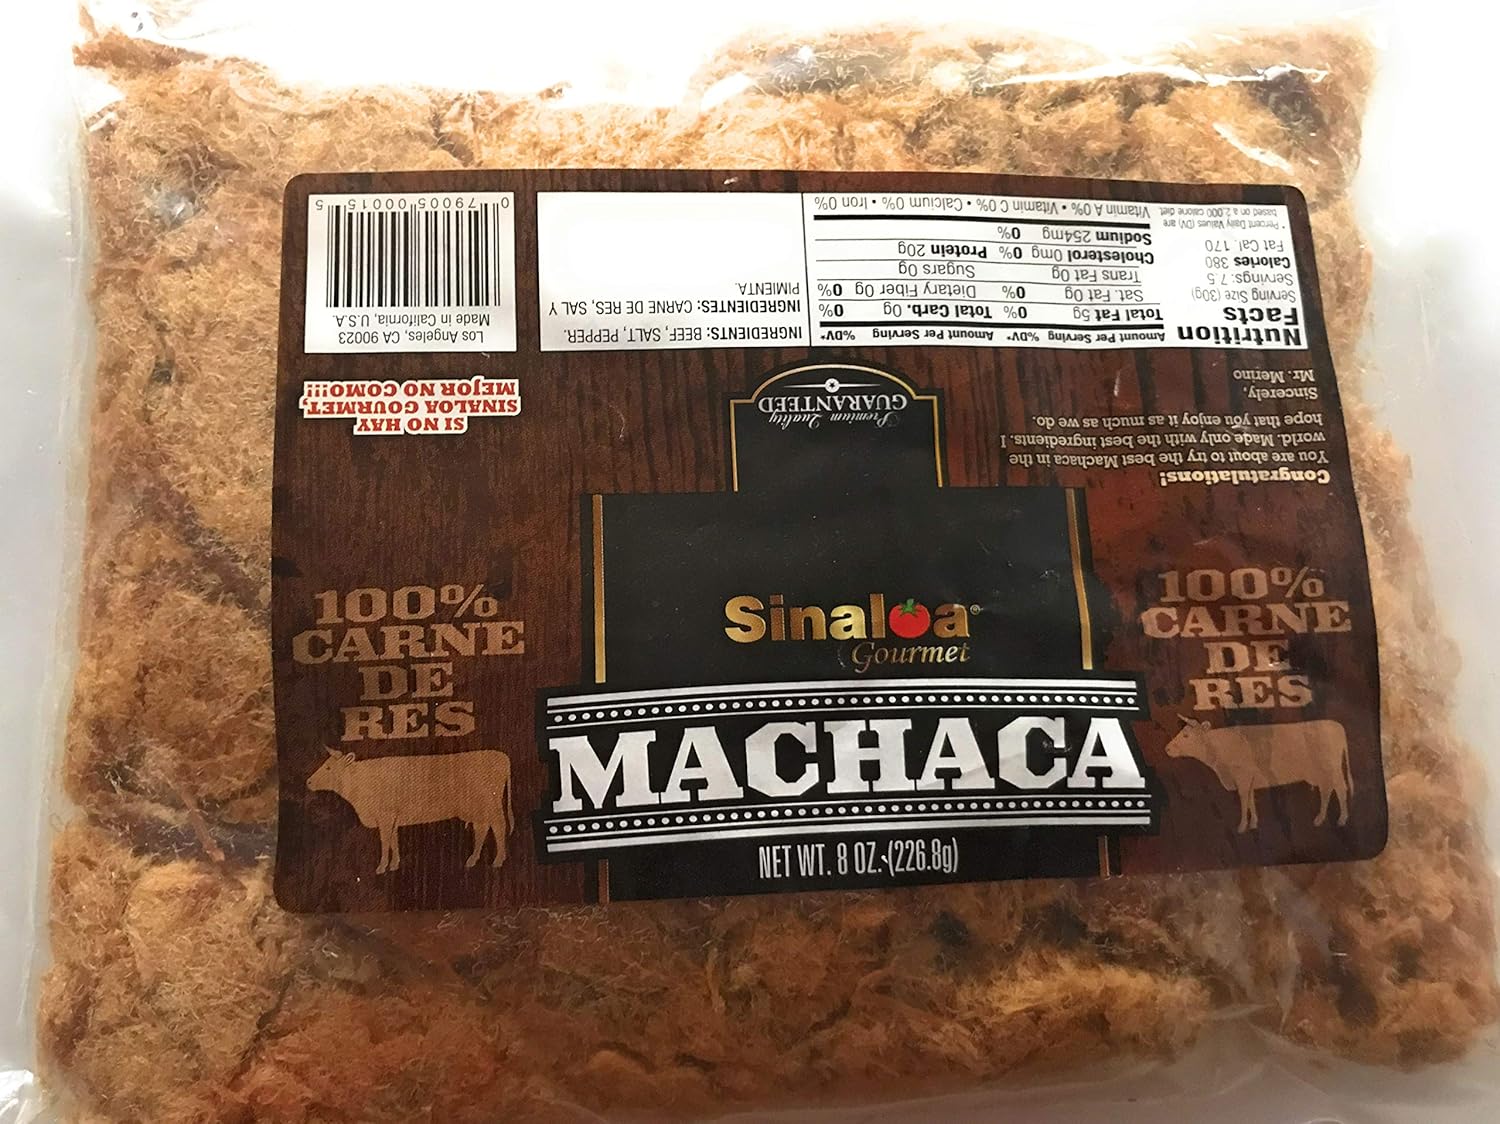 100%
CARNE
DE
RES
Sinaloa®
Gourmet
MACHACA
NET WT. 8 OZ. (226.8g)
100%
CARNE
DE
RES
Premium Quality
GUARANTEED
Congratulations!
You are about to try the best Machaca in the
world. Made only with the best ingredients. I
hope that you enjoy it as much as we do.
Sincerely,
Mr. Merino
SI NO HAY
SINALOA GOURMET,
MEJOR NO COMO!!!
Nutrition
Facts
Serving Size (30g)
Servings: 7.5
Calories 380
Fat Cal. 170
* Percent Daily Values (DV) are
based on a 2,000 calorie diet.
Amount Per Serving %DV* Amount Per Serving %DV*
Total Fat 5g 0% Total Carb. 0g 0%
Sat. Fat 0g 0% Dietary Fiber 0g 0%
Trans Fat 0g Sugars 0g
Cholesterol 0mg 0% Protein 20g
Sodium 254mg 0%
Vitamin A 0% • Vitamin C 0% • Calcium 0% • Iron 0%
INGREDIENTS: BEEF, SALT, PEPPER.
INGREDIENTES: CARNE DE RES, SAL Y
PIMIENTA.
Los Angeles, CA 90023
Made in California, U.S.A.
0 79005 00015 5